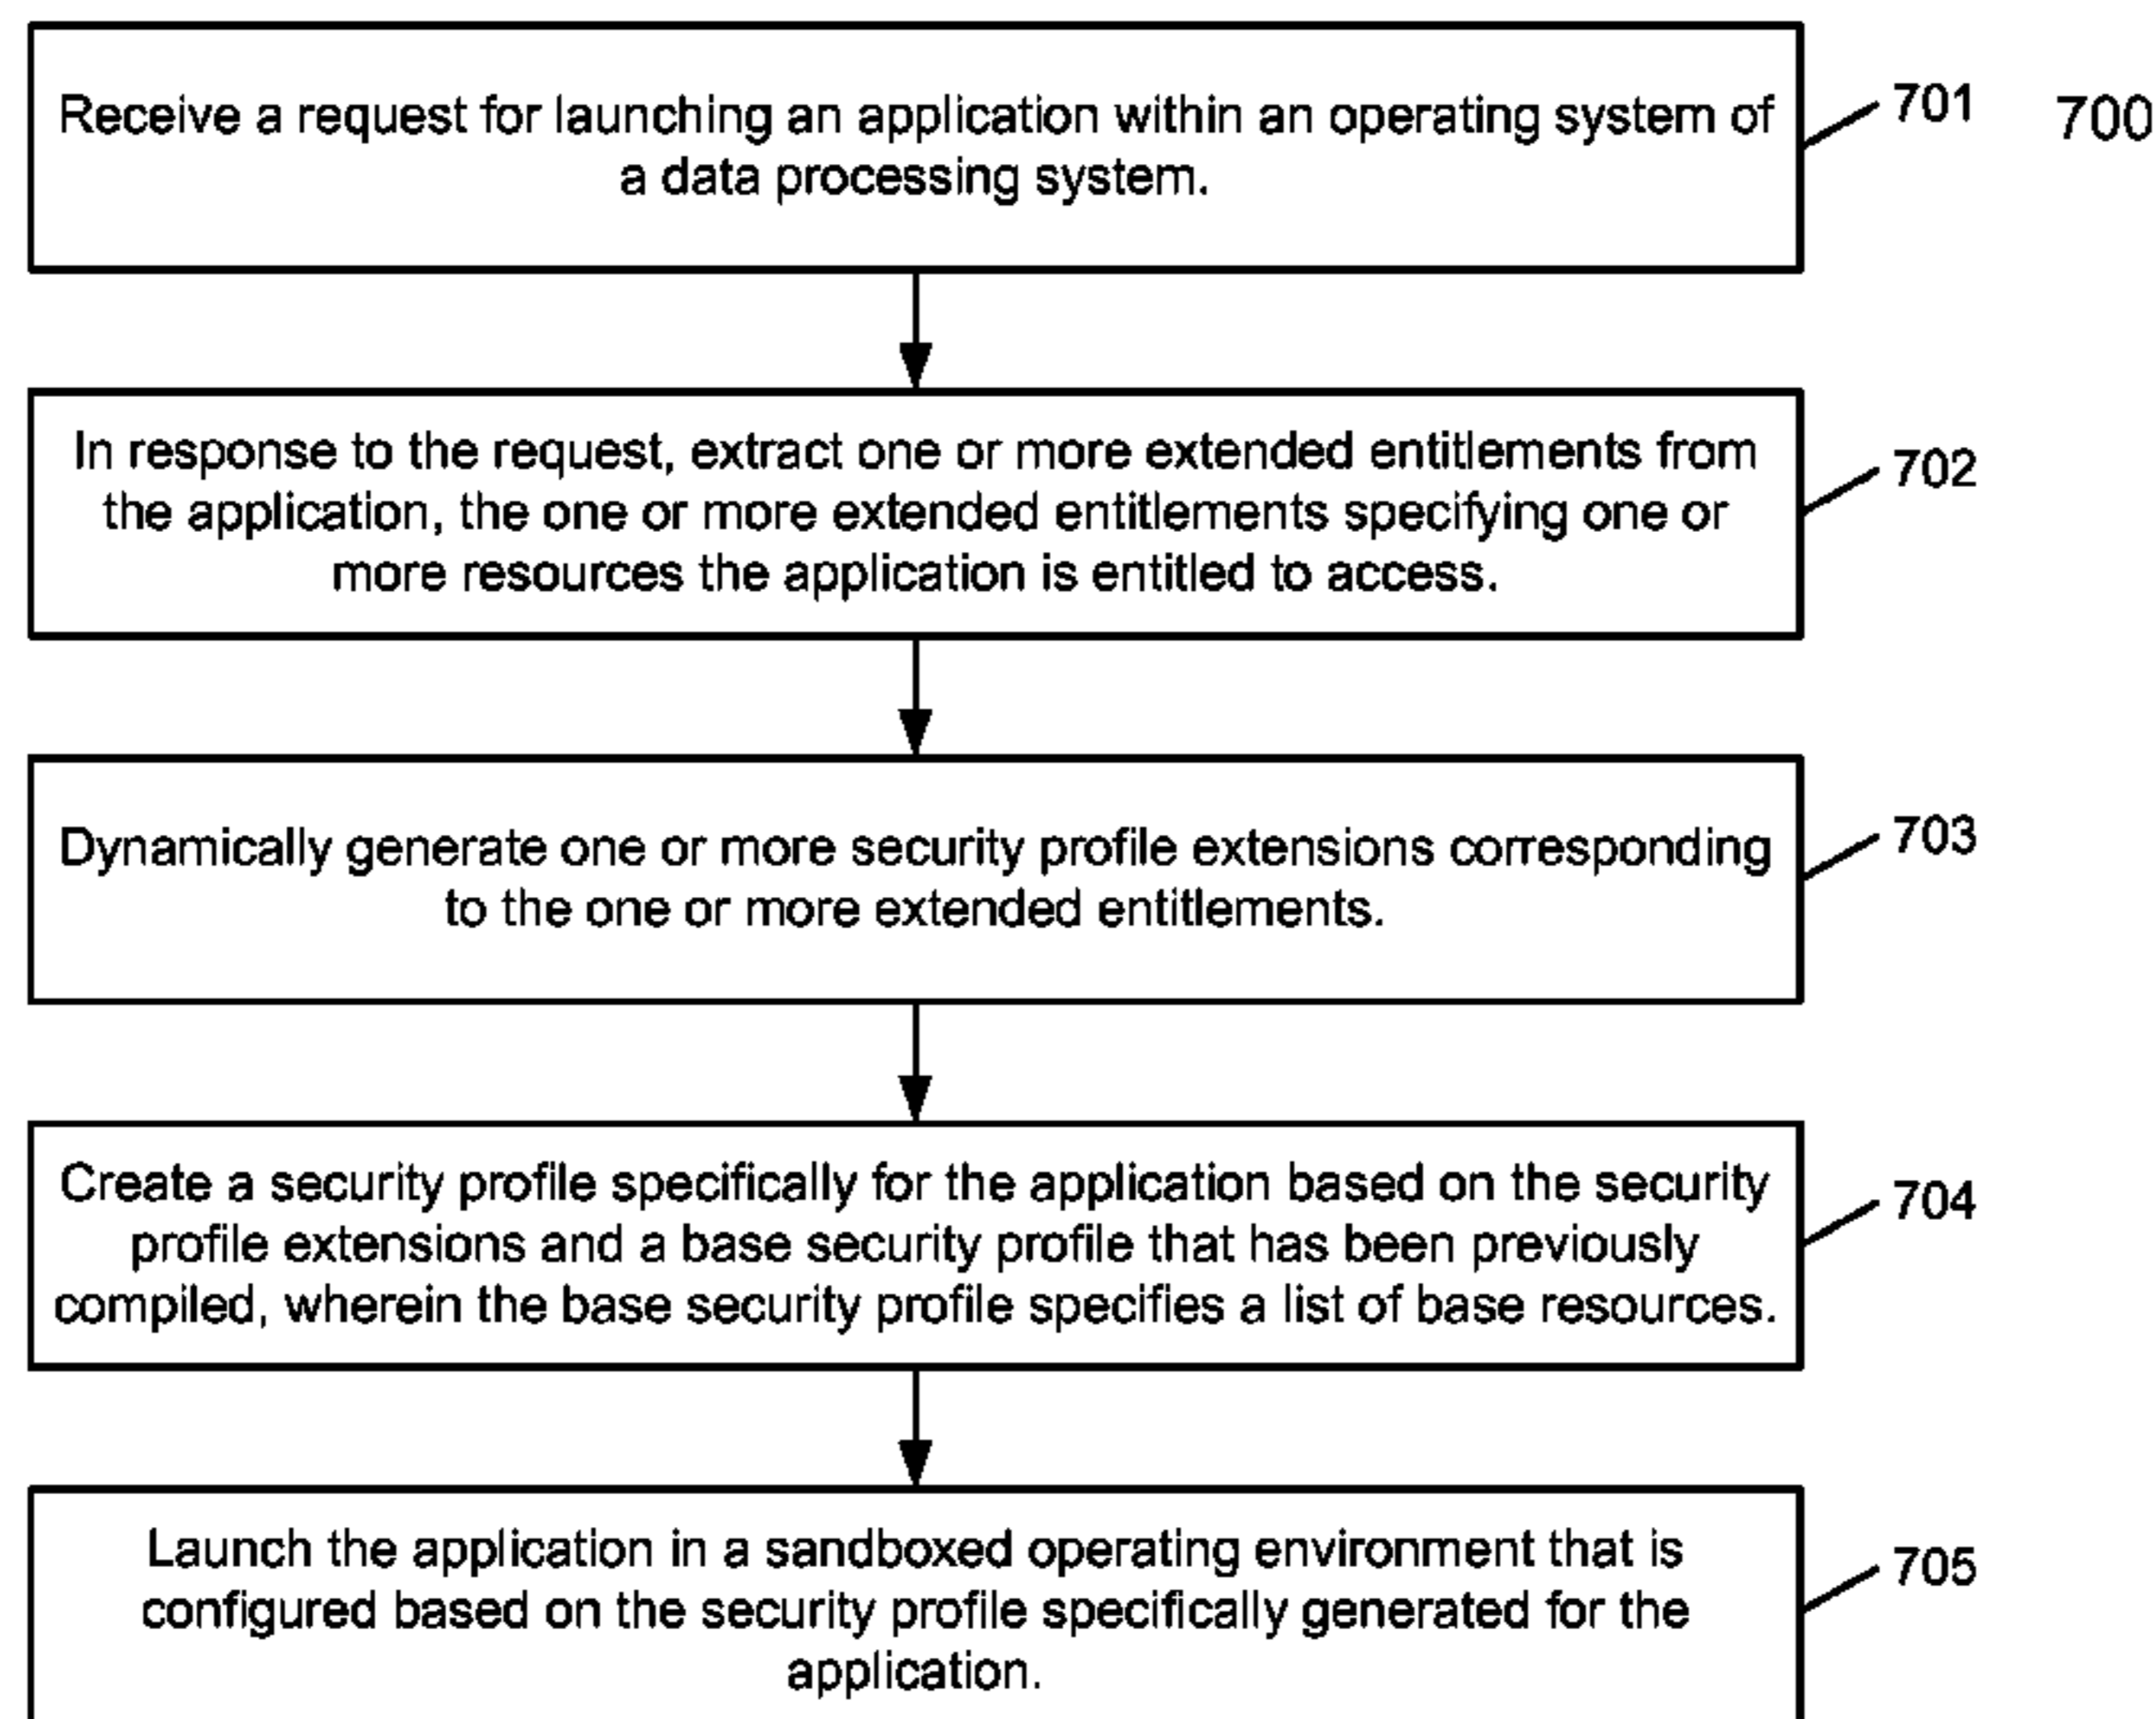 Receive a request for launching an application within an operating system of
a data processing system.
701
700
In response to the request, extract one or more extended entitlements from
the application, the one or more extended entitlements specifying one or
more resources the application is entitled to access.
702
Dynamically generate one or more security profile extensions corresponding
to the one or more extended entitlements.
703
Create a security profile specifically for the application based on the security
profile extensions and a base security profile that has been previously
compiled, wherein the base security profile specifies a list of base resources.
704
Launch the application in a sandboxed operating environment that is
configured based on the security profile specifically generated for the
application.
705